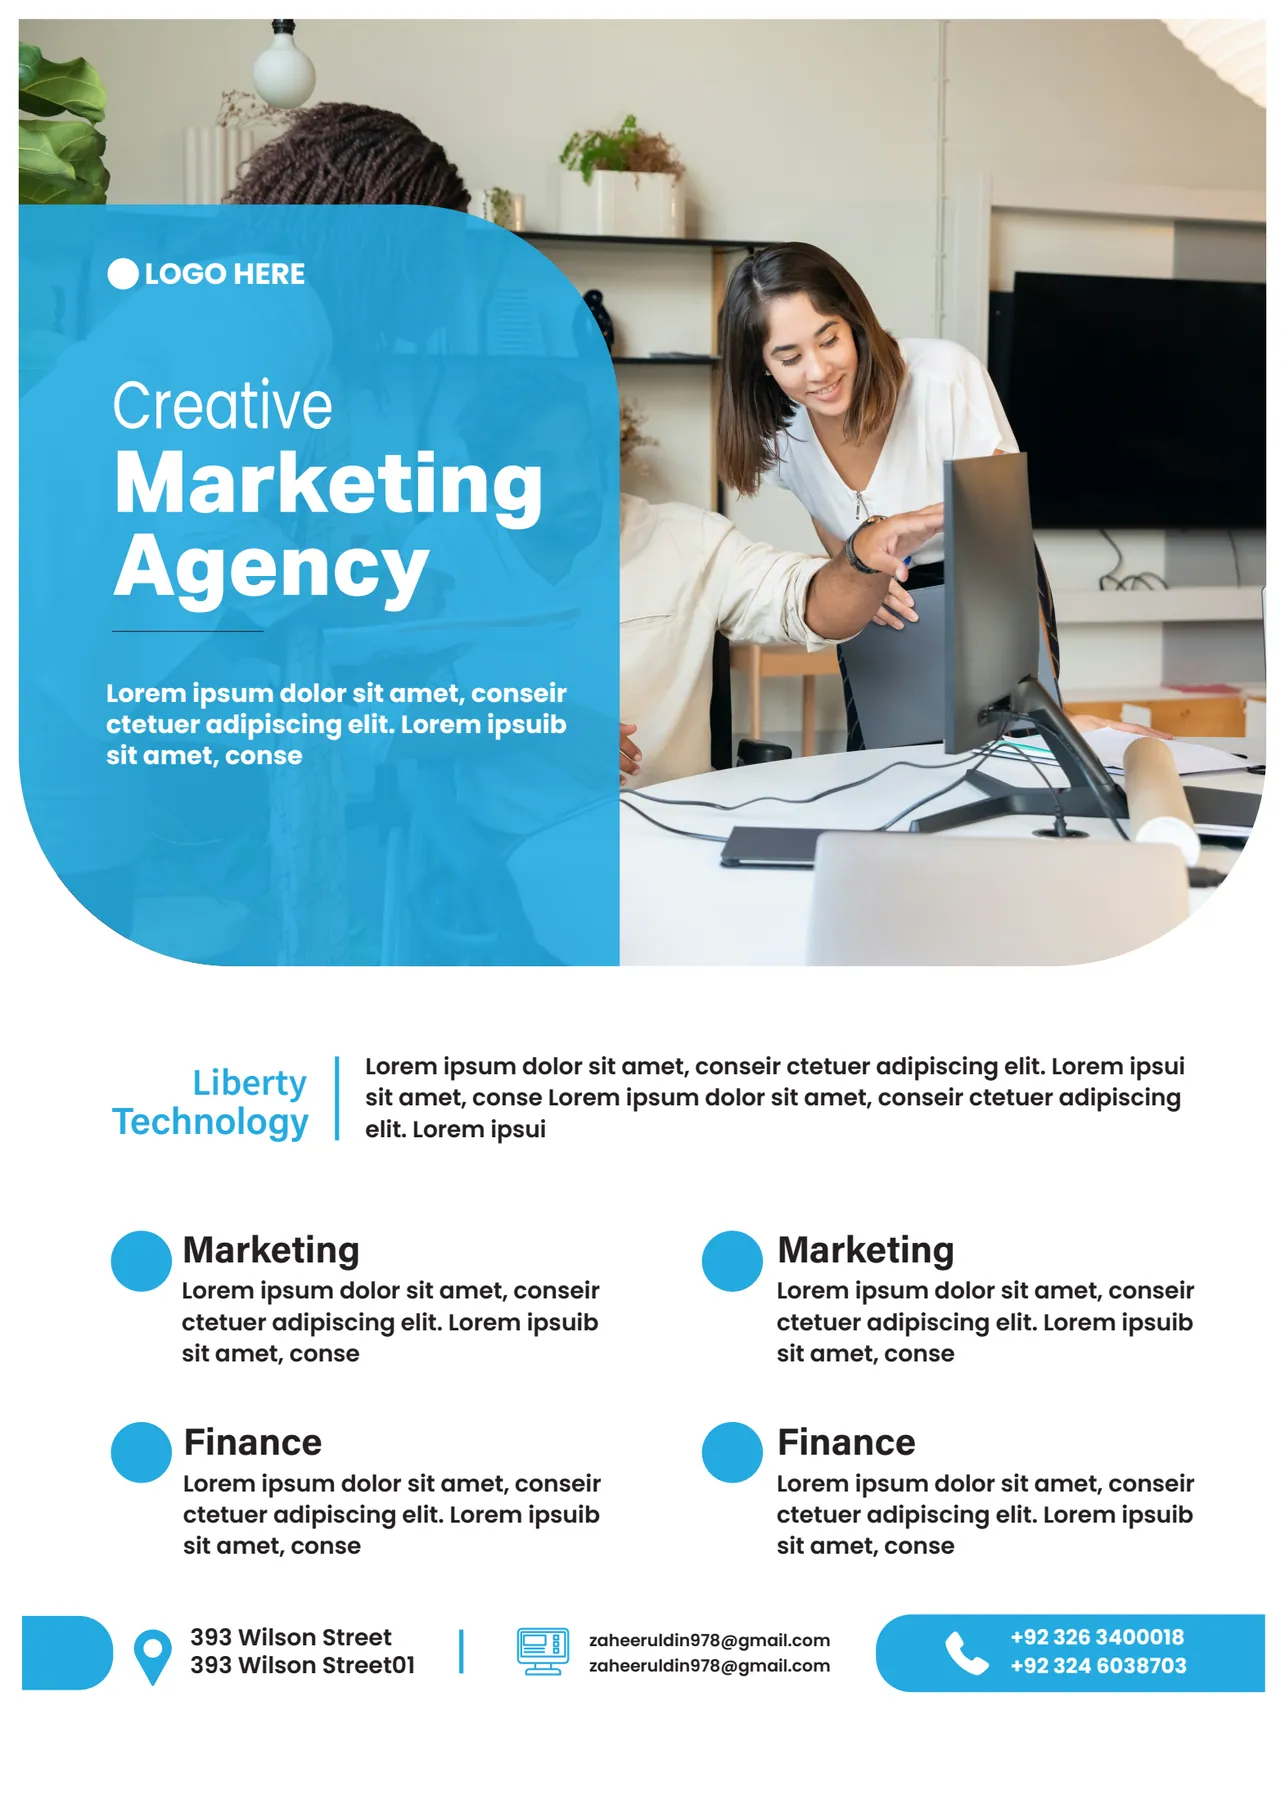 LOGO HERE
Creative
Marketing
Agency
Lorem ipsum dolor sit amet, conseir
ctetuer adipiscing elit. Lorem ipsuib
sit amet, conse
Liberty
Technology
Lorem ipsum dolor sit amet, conseir ctetuer adipiscing elit. Lorem ipsui
sit amet, conse Lorem ipsum dolor sit amet, conseir ctetuer adipiscing
elit. Lorem ipsui
Marketing
Lorem ipsum dolor sit amet, conseir
ctetuer adipiscing elit. Lorem ipsuib
sit amet, conse
Marketing
Lorem ipsum dolor sit amet, conseir
ctetuer adipiscing elit. Lorem ipsuib
sit amet, conse
Finance
Lorem ipsum dolor sit amet, conseir
ctetuer adipiscing elit. Lorem ipsuib
sit amet, conse
Finance
Lorem ipsum dolor sit amet, conseir
ctetuer adipiscing elit. Lorem ipsuib
sit amet, conse
393 Wilson Street
393 Wilson Street01
zaheeruldin978@gmail.com
zaheeruldin978@gmail.com
+92 326 3400018
+92 324 6038703